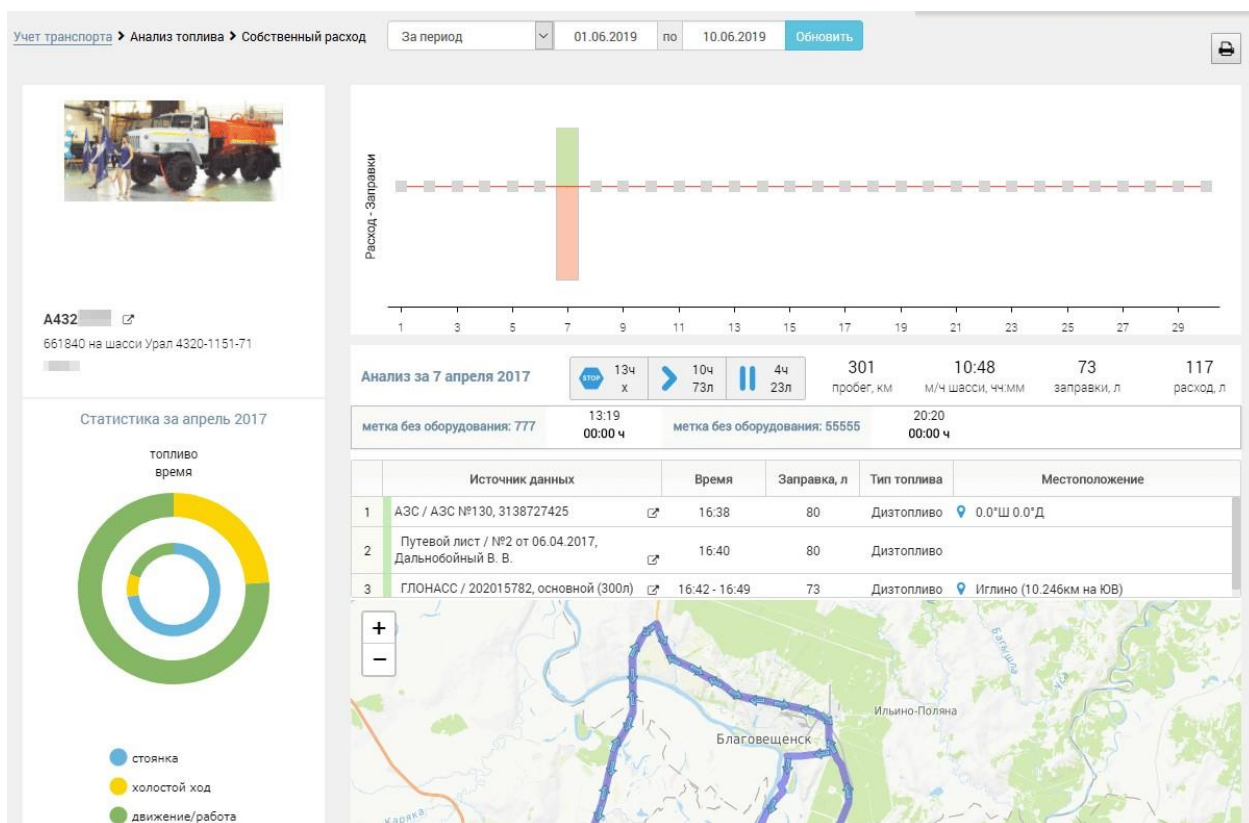 Учет транспорта > Анализ топлива > Собственный расход За период 01.06.2019 по 10.06.2019 Обновить
A432
661840 на шасси Урал 4320-1151-71
Статистика за апрель 2017
топливо
время
стоянка
холостой ход
движение/работа
Расход - Заправки
1 3 5 7 9 11 13 15 17 19 21 23 25 27 29
Анализ за 7 апреля 2017 STOP 13ч 10ч 4ч 301 10:48 73 117
х 73л 23л пробег, км м/ч шасси, чч:мм заправки, л расход, л
метка без оборудования: 777 13:19 метка без оборудования: 55555 20:20
00:00 ч 00:00 ч
Источник данных Время Заправка, л Тип топлива Местоположение
1 АЗС / АЗС №130, 3138727425 16:38 80 Дизтопливо 0.0°Ш 0.0°Д
2 Путевой лист / №2 от 06.04.2017, 16:40 80 Дизтопливо
Дальнобойный В. В.
3 ГЛОНАСС / 202015782, основной (300л) 16:42 - 16:49 73 Дизтопливо Иглино (10.246км на ЮВ)
+
−
Багышла
Уса
Ильино-Поляна
Благовещенск
Каряка